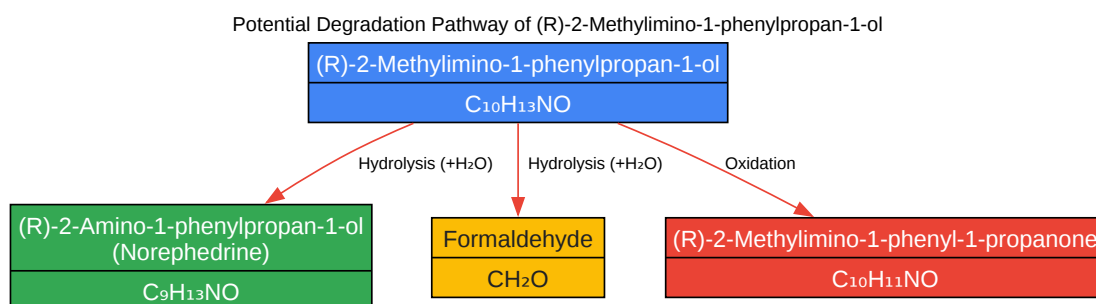 Potential Degradation Pathway of (R)-2-Methylimino-1-phenylpropan-1-ol
(R)-2-Methylimino-1-phenylpropan-1-ol
C₁₀H₁₃NO
Hydrolysis (+H₂O)
Hydrolysis (+H₂O)
Oxidation
(R)-2-Amino-1-phenylpropan-1-ol
(Norephedrine)
C₉H₁₃NO
Formaldehyde
CH₂O
(R)-2-Methylimino-1-phenyl-1-propanone
C₁₀H₁₁NO